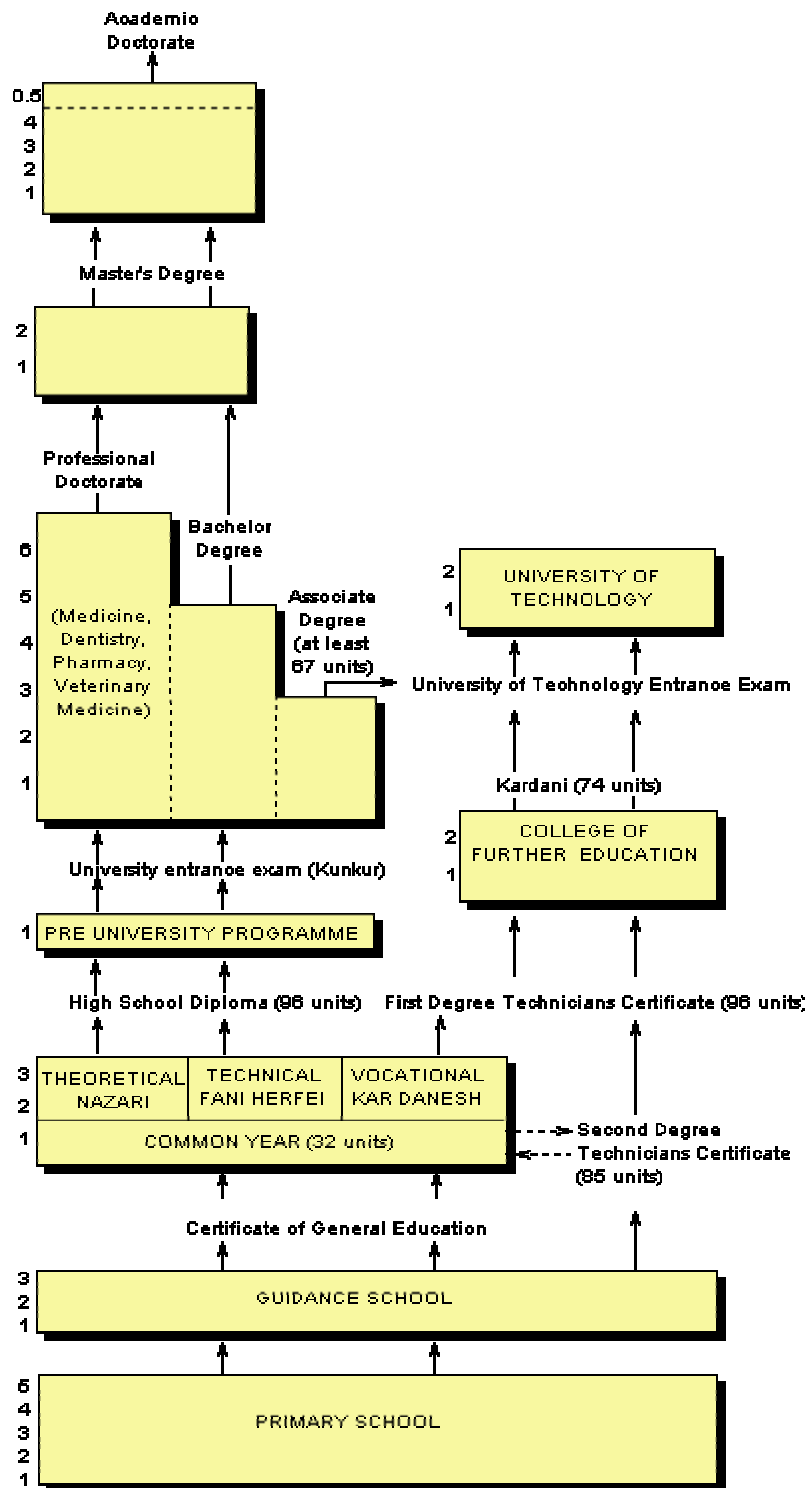 Academic
Doctorate
0.5
4
3
2
1
Master's Degree
2
1
Professional
Doctorate
Bachelor
Degree
Associate
Degree
(at least
67 units)
6
5
4
3
2
1
(Medicine,
Dentistry,
Pharmacy,
Veterinary
Medicine)
2
1
UNIVERSITY OF
TECHNOLOGY
University of Technology Entrance Exam
Kardani (74 units)
2
1
COLLEGE OF
FURTHER EDUCATION
University entrance exam (Kunkur)
1
PRE UNIVERSITY PROGRAMME
High School Diploma (96 units)
First Degree Technicians Certificate (96 units)
3
2
1
THEORETICAL
NAZARI
TECHNICAL
FANI HERFEI
VOCATIONAL
KAR DANESH
COMMON YEAR (32 units)
Second Degree
Technicians Certificate
(85 units)
Certificate of General Education
3
2
1
GUIDANCE SCHOOL
5
4
3
2
1
PRIMARY SCHOOL